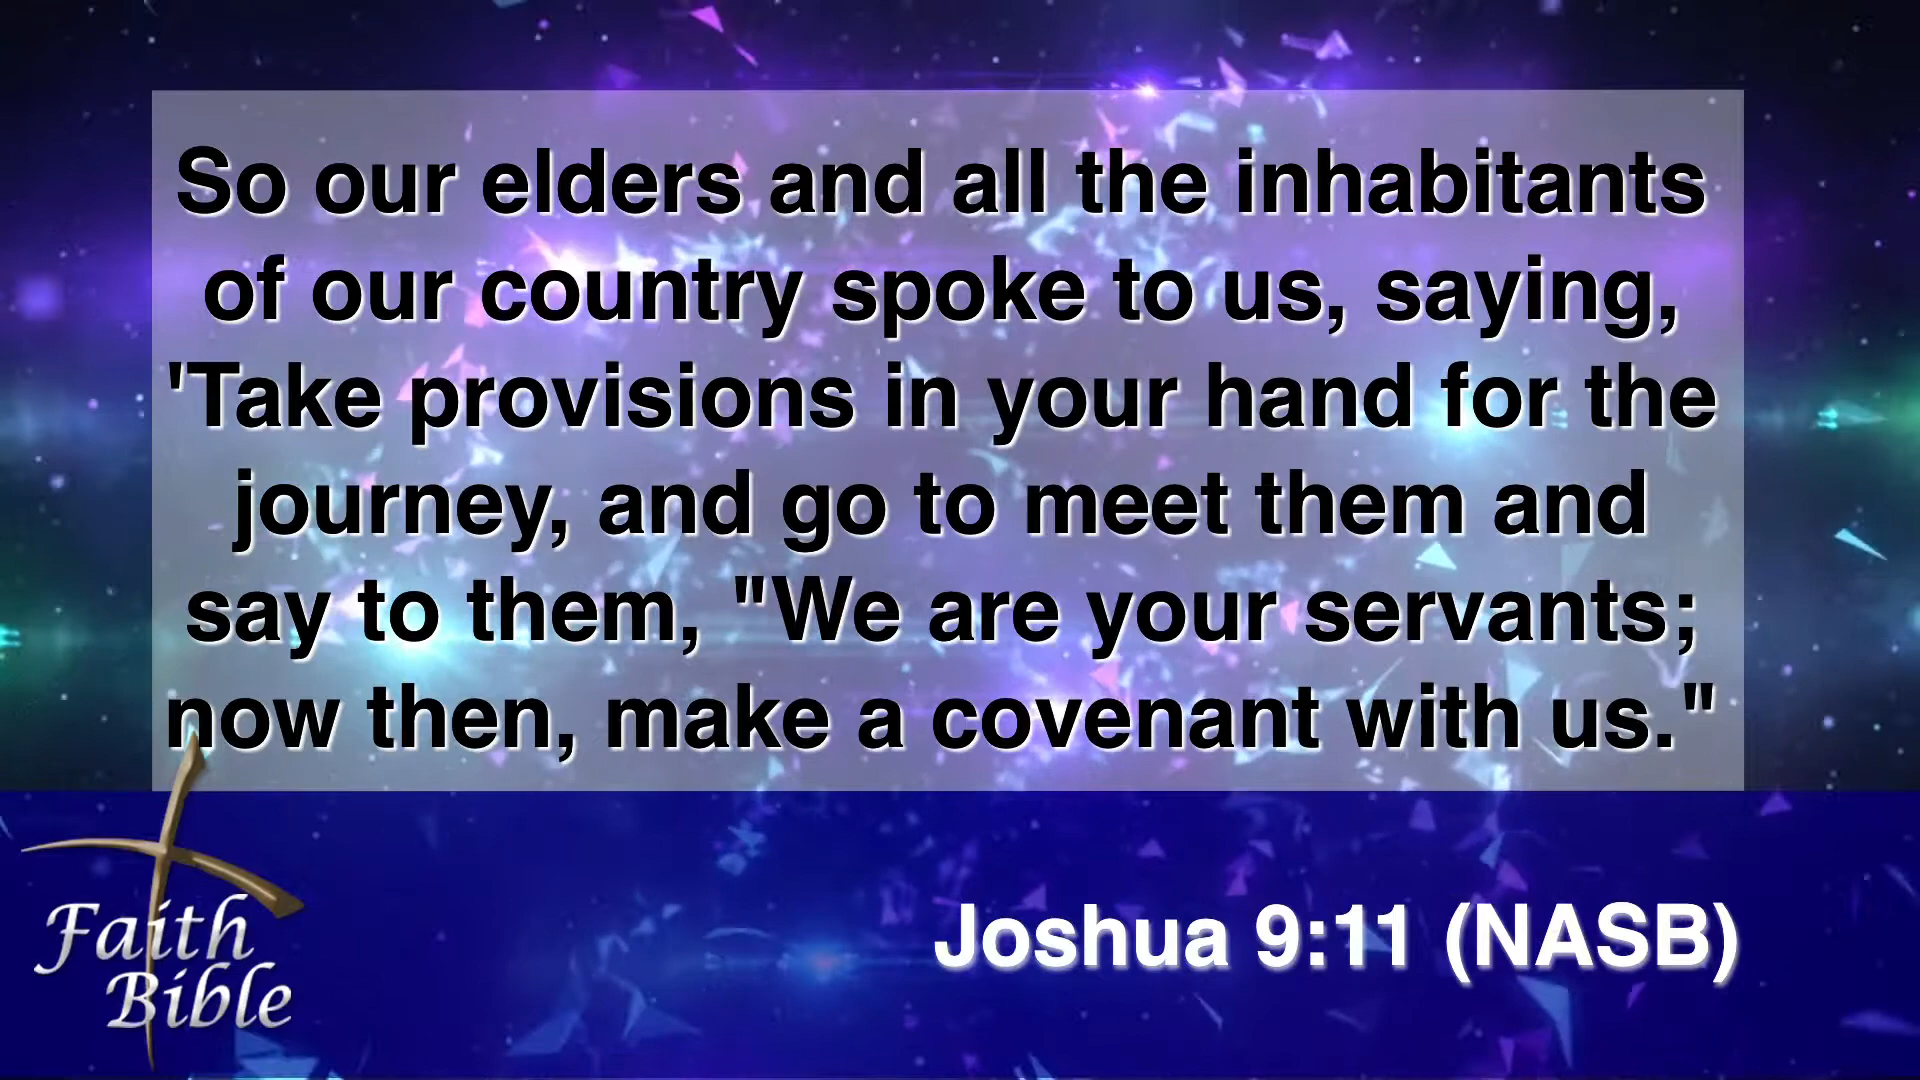 So our elders and all the inhabitants
of our country spoke to us, saying,
'Take provisions in your hand for the
journey, and go to meet them and
say to them, "We are your servants;
now then, make a covenant with us."
Joshua 9:11 (NASB)
Faith
Bible